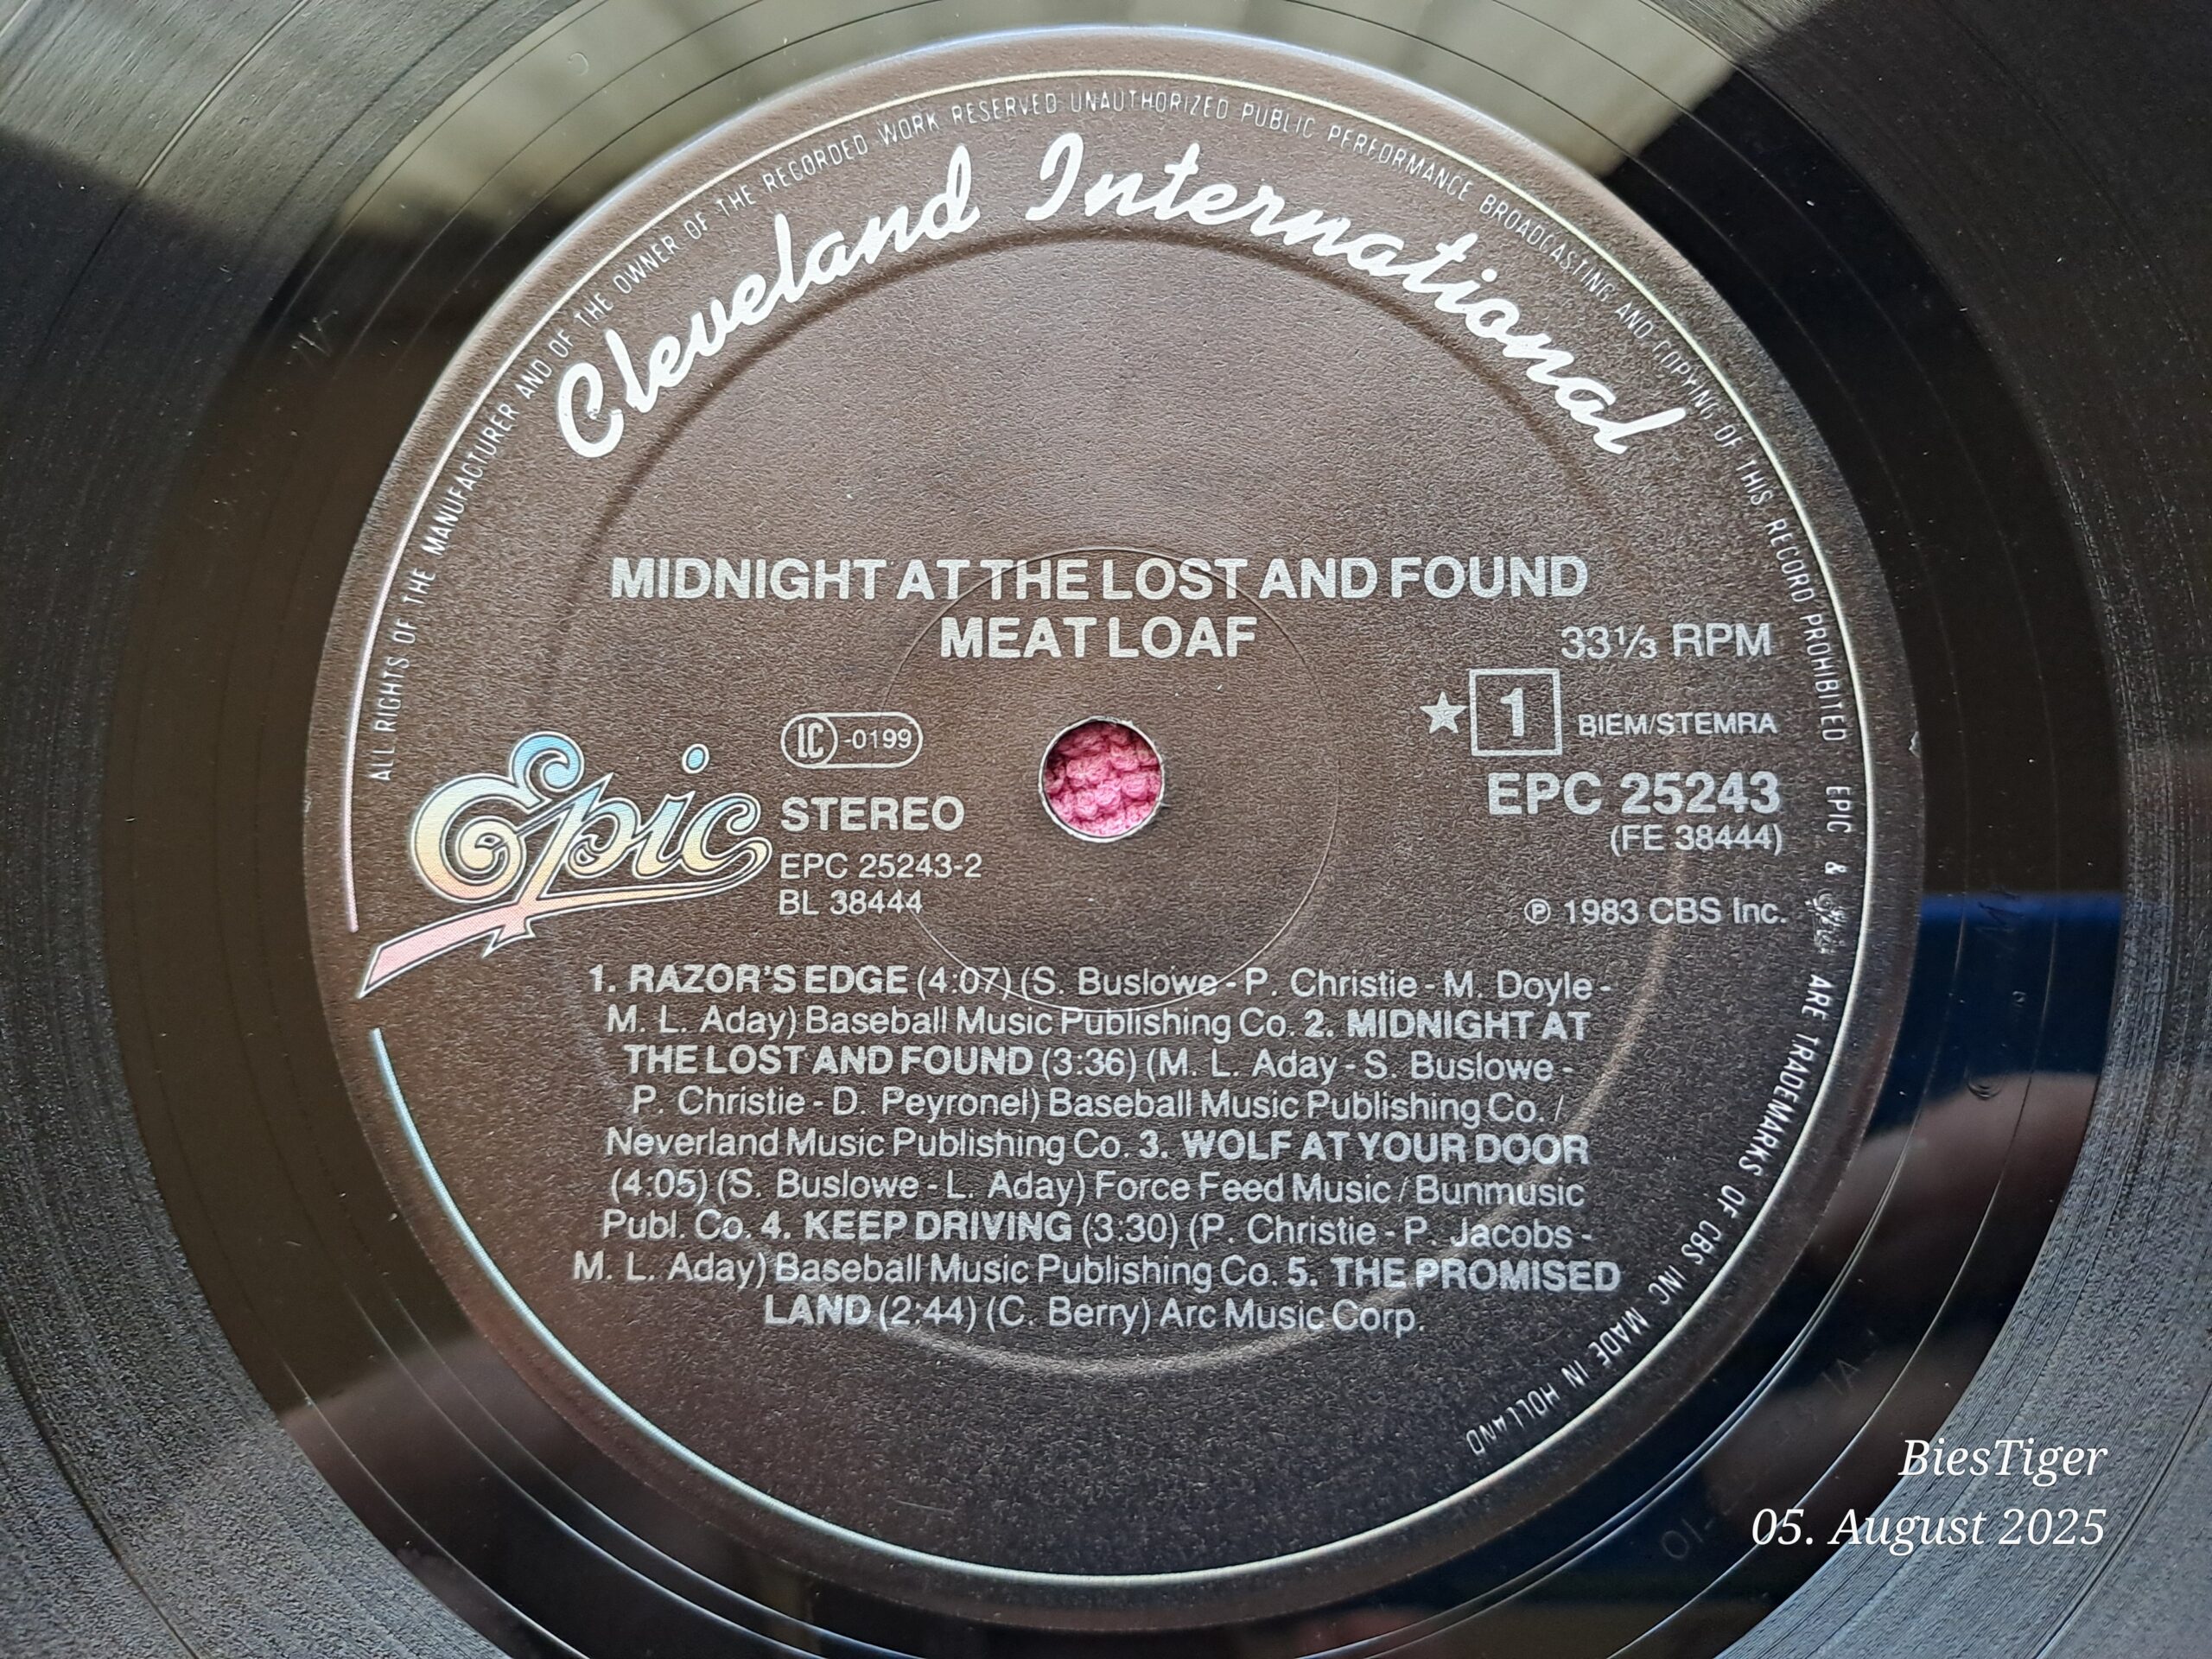 ALL RIGHTS OF THE MANUFACTURER AND OF THE OWNER OF THE RECORDED WORK RESERVED UNAUTHORIZED PUBLIC PERFORMANCE BROADCASTING AND COPYING OF THIS RECORD PROHIBITED EPIC & ARE TRADEMARKS OF CBS INC MADE IN HOLLAND
Cleveland International
MIDNIGHT AT THE LOST AND FOUND
MEAT LOAF
33⅓ RPM
★ 1 BIEM/STEMRA
EPC 25243
(FE 38444)
℗ 1983 CBS Inc.
LC-0199
Epic
STEREO
EPC 25243-2
BL 38444
1. RAZOR'S EDGE (4:07) (S. Buslowe - P. Christie - M. Doyle -
M. L. Aday) Baseball Music Publishing Co. 2. MIDNIGHT AT
THE LOST AND FOUND (3:36) (M. L. Aday - S. Buslowe -
P. Christie - D. Peyronel) Baseball Music Publishing Co. /
Neverland Music Publishing Co. 3. WOLF AT YOUR DOOR
(4:05) (S. Buslowe - L. Aday) Force Feed Music / Bunmusic
Publ. Co. 4. KEEP DRIVING (3:30) (P. Christie - P. Jacobs -
M. L. Aday) Baseball Music Publishing Co. 5. THE PROMISED
LAND (2:44) (C. Berry) Arc Music Corp.
BiesTiger
05. August 2025